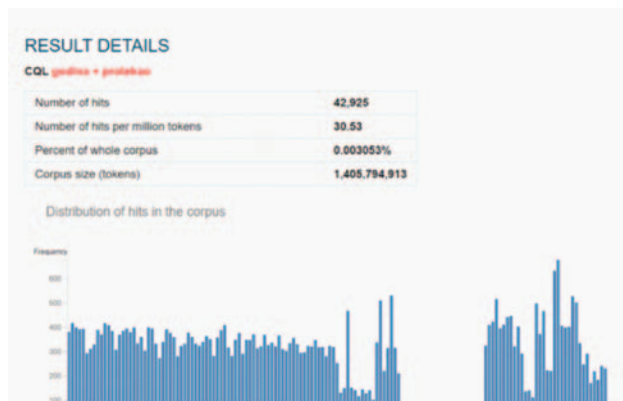 RESULT DETAILS
CQL godina + protekao
Number of hits 42,925
Number of hits per million tokens 30.53
Percent of whole corpus 0.003053%
Corpus size (tokens) 1,405,794,913
Distribution of hits in the corpus
Frequency
600
500
400
300
200
100